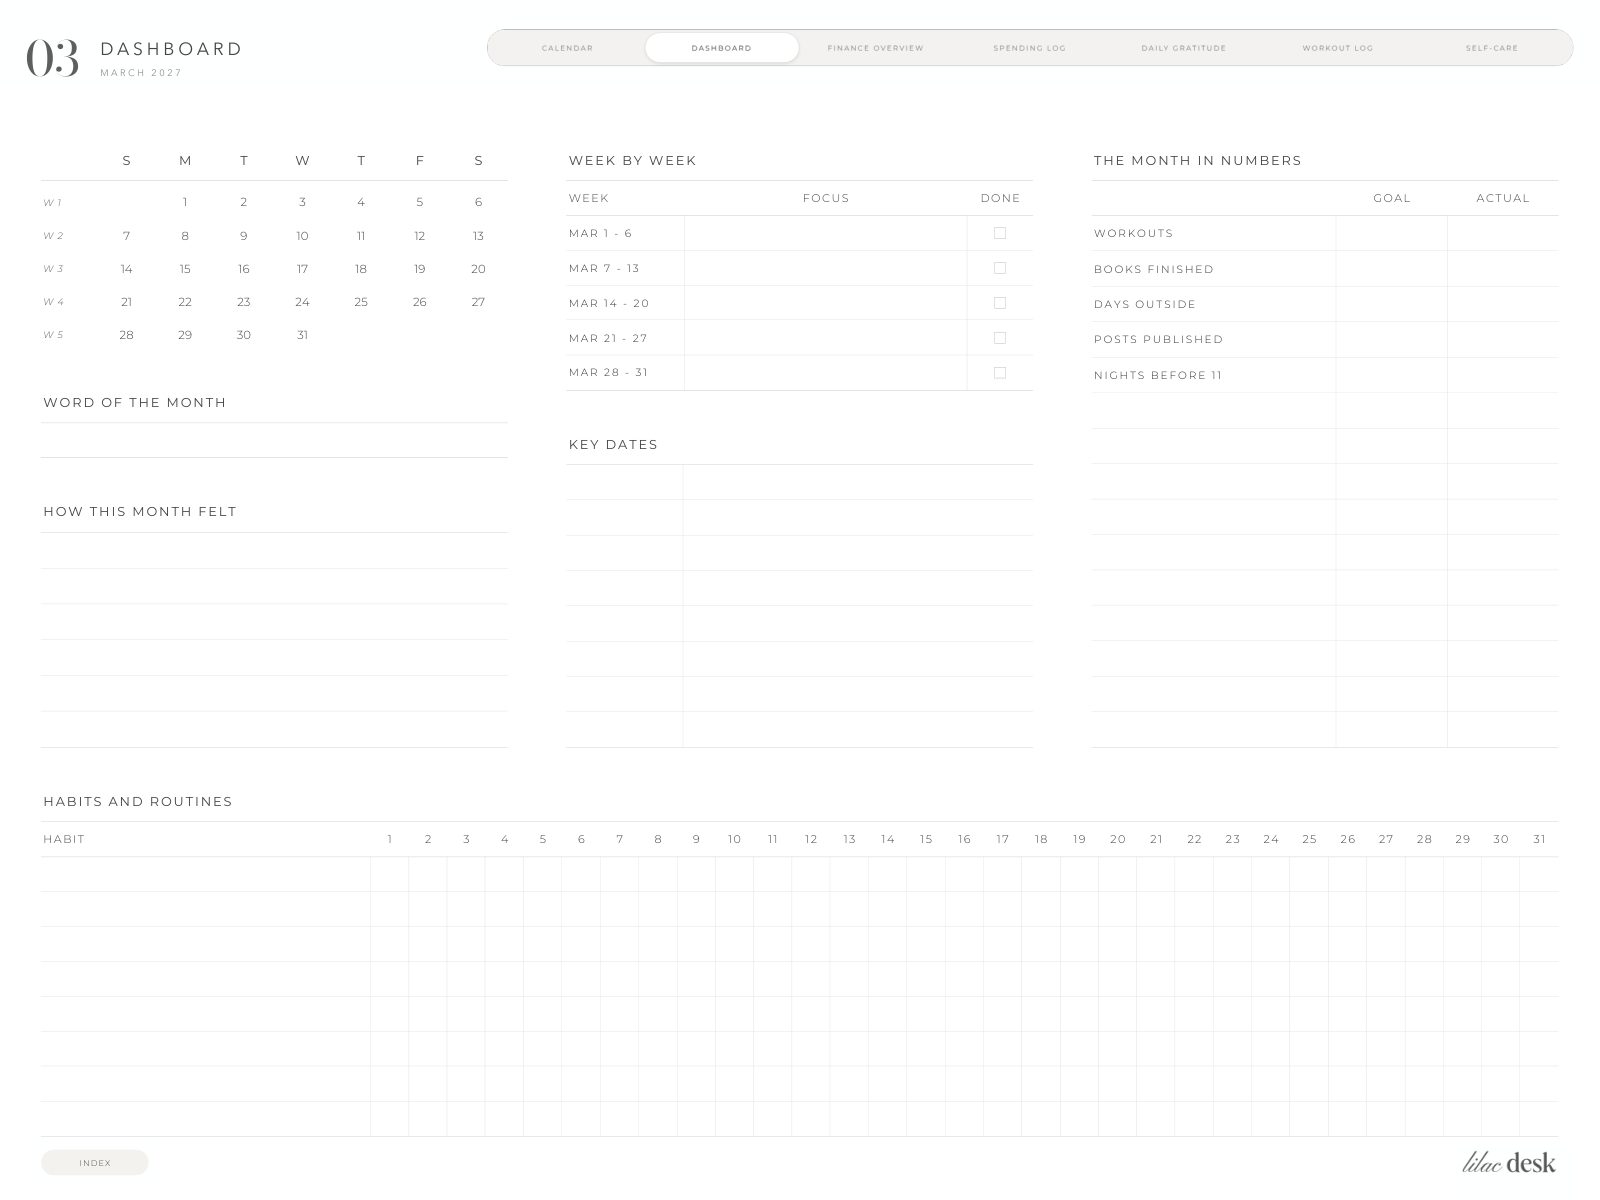 03 DASHBOARD
MARCH 2027
CALENDAR DASHBOARD FINANCE OVERVIEW SPENDING LOG DAILY GRATITUDE WORKOUT LOG SELF-CARE
S M T W T F S
W 1 1 2 3 4 5 6
W 2 7 8 9 10 11 12 13
W 3 14 15 16 17 18 19 20
W 4 21 22 23 24 25 26 27
W 5 28 29 30 31
WORD OF THE MONTH
HOW THIS MONTH FELT
WEEK BY WEEK
WEEK FOCUS DONE
MAR 1 - 6
MAR 7 - 13
MAR 14 - 20
MAR 21 - 27
MAR 28 - 31
KEY DATES
THE MONTH IN NUMBERS
GOAL ACTUAL
WORKOUTS
BOOKS FINISHED
DAYS OUTSIDE
POSTS PUBLISHED
NIGHTS BEFORE 11
HABITS AND ROUTINES
HABIT 1 2 3 4 5 6 7 8 9 10 11 12 13 14 15 16 17 18 19 20 21 22 23 24 25 26 27 28 29 30 31
INDEX
lilac desk